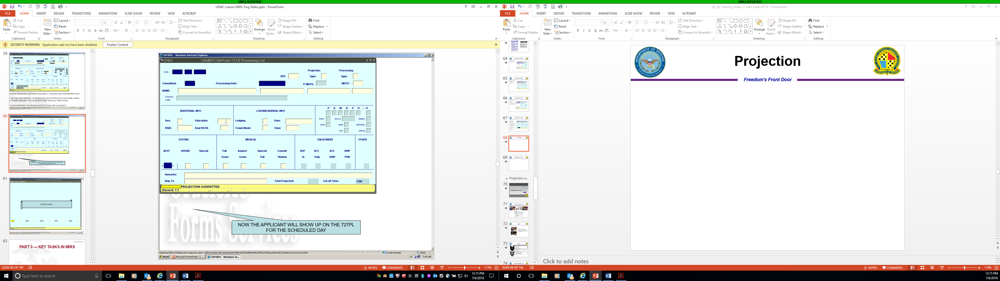 UNCLASSIFIED
USMC Liaison MIRS Trng Slides.pptx - PowerPoint
FILE HOME INSERT DESIGN TRANSITIONS ANIMATIONS SLIDE SHOW REVIEW VIEW ACROBAT
Paste
Cut
Copy
Format Painter
Clipboard
New Slide
Layout
Reset
Section
Slides
12
Font
Text Direction
Align Text
Convert to SmartArt
Paragraph
Arrange
Quick Styles
Shape Fill
Shape Outline
Shape Effects
Drawing
Find
Replace
Select
Editing
SECURITY WARNING Application add-ins have been disabled. Enable Content
59
ENTER REMAINING INFORMATION ABOUT LODGING AND TRANSPORTATION
TESTING AND MEDICAL ACTIONS WILL AUTO POPULATE FOR SOME CASES
OTHERS REQUIRE YOU TO ENTER WHAT SHOULD TAKE PLACE
ALWAYS REVIEW THE SCHEDULED ACTIONS FOR ACCURACY
60
NOW THE APPLICANT WILL SHOW UP ON THE 727PL
FOR THE SCHEDULED DAY
61
QUESTIONS?
62
PART 3 — KEY TASKS IN MIRS
USMIRS - Windows Internet Explorer
CN01 USMEPCOM Form 727-E Processing List
SSN:
SPF:
Projection Type:
Processing Type:
Committed:
Processing Date:
P-MEPS:
MEPS :
NAME:
STATUS LINE:
ADDITIONAL INFO
LODGING/ARRIVAL INFO
P A M D E H - O
Sex:
Education:
Lodging:
Date:
PMS:
DAYS:
DMDC:
RSID:
Dual RSTN:
Travel Mode:
Time:
SSN:
ARN:
ENTNAC:
HIV:
DRUG:
TESTING MEDICAL ENLISTMENT OTHER
AFQT ASVAB Special Full Inspect Special Consult DEP ACC ACC SHIP
Exam Exam Full Review In Only SHIP Only
( )
Remarks:
Ship To:
Total Projected:
Cut-off Time: 1300
PROJECTION COMMITTED
Record: 1/1 ... ...
Forms Services
NOW THE APPLICANT WILL SHOW UP ON THE 727PL
FOR THE SCHEDULED DAY
Local intranet 100%
Start Microsoft PowerPoint - [... USMIRS - Windows In... 7:06 AM
SLIDE 60 OF 103 NOTES COMMENTS 111%
Type here to search
12:15 PM
7/6/2018
UNCLASSIFIED
SL_GC Training Slides v1 with notes.PPTX - PowerPoint
FILE HOME INSERT DESIGN TRANSITIONS ANIMATIONS SLIDE SHOW REVIEW VIEW ACROBAT
Paste
Cut
Copy
Format Painter
Clipboard
New Slide
Layout
Reset
Section
Slides
16
Font
Text Direction
Align Text
Convert to SmartArt
Paragraph
Arrange
Quick Styles
Shape Fill
Shape Outline
Shape Effects
Drawing
Find
Replace
Select
Editing
64
65
66
67
68
69
Projection a...
70
71
72
73
74
DEPARTMENT OF DEFENSE
UNITED STATES OF AMERICA
Projection
Freedom's Front Door
Click to add notes
SLIDE 68 OF 102 NOTES COMMENTS 110%
12:15 PM
7/6/2018